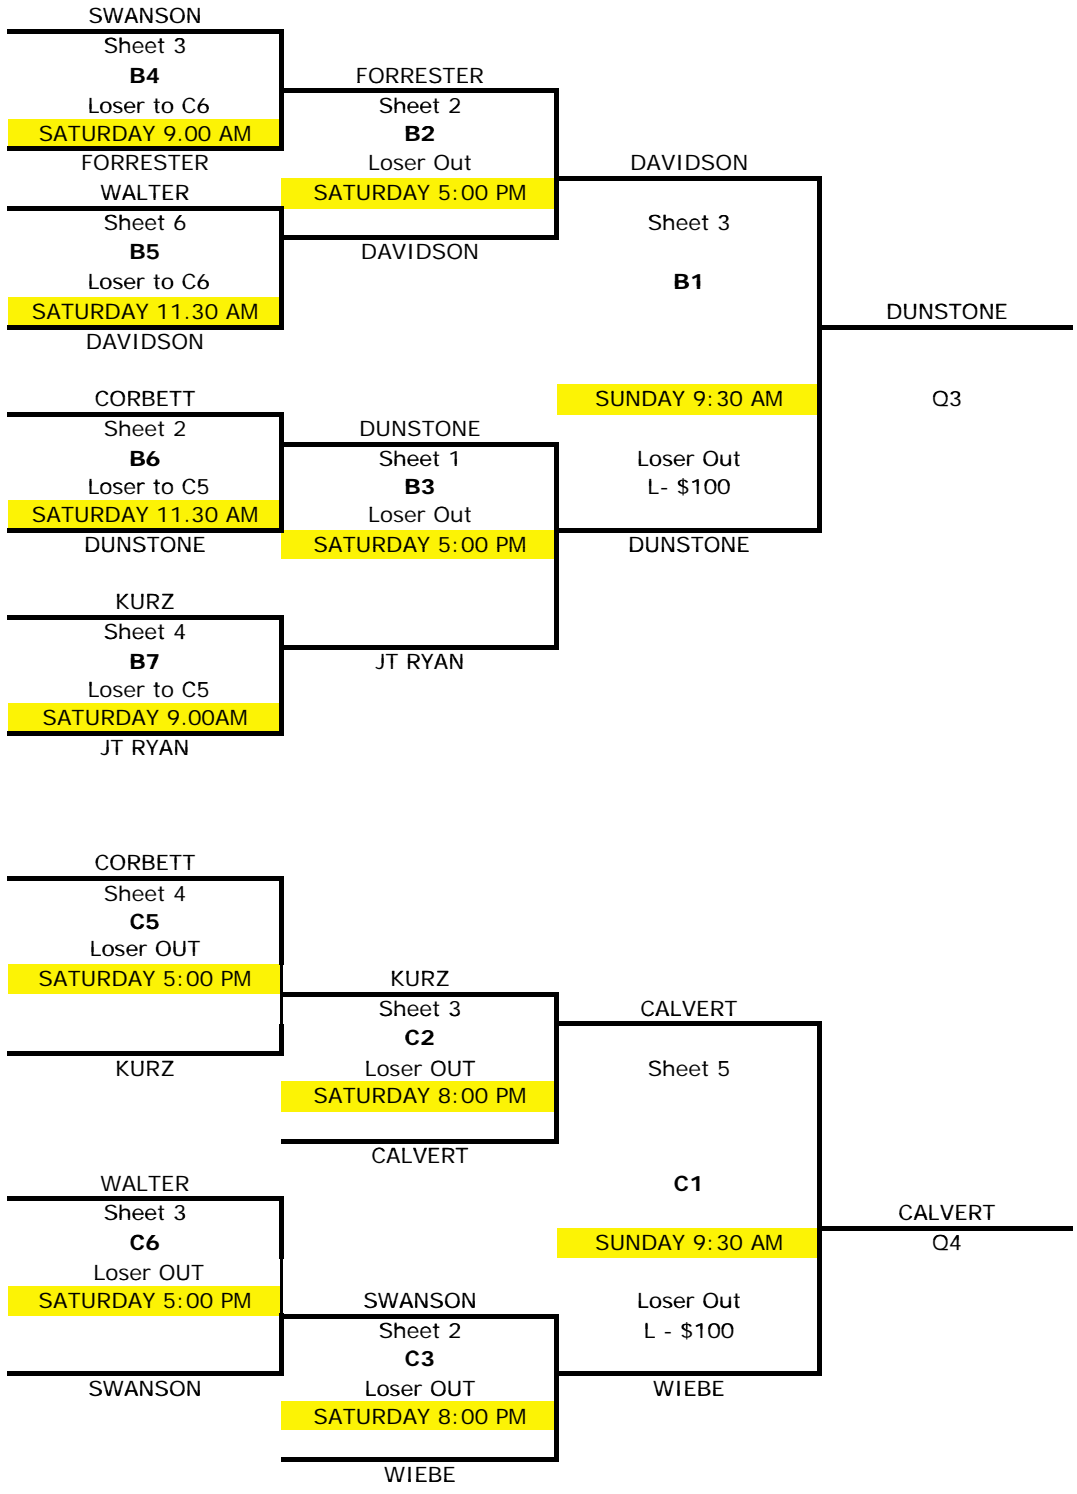 SWANSON
Sheet 3
B4
Loser to C6
SATURDAY 9.00 AM
FORRESTER
WALTER
Sheet 6
B5
Loser to C6
SATURDAY 11.30 AM
DAVIDSON
CORBETT
Sheet 2
B6
Loser to C5
SATURDAY 11.30 AM
DUNSTONE
KURZ
Sheet 4
B7
Loser to C5
SATURDAY 9.00AM
JT RYAN
FORRESTER
Sheet 2
B2
Loser Out
SATURDAY 5:00 PM
DAVIDSON
DUNSTONE
Sheet 1
B3
Loser Out
SATURDAY 5:00 PM
JT RYAN
DAVIDSON
Sheet 3
B1
SUNDAY 9:30 AM
Loser Out
L- $100
DUNSTONE
DUNSTONE
Q3
CORBETT
Sheet 4
C5
Loser OUT
SATURDAY 5:00 PM
KURZ
WALTER
Sheet 3
C6
Loser OUT
SATURDAY 5:00 PM
SWANSON
KURZ
Sheet 3
C2
Loser OUT
SATURDAY 8:00 PM
CALVERT
SWANSON
Sheet 2
C3
Loser OUT
SATURDAY 8:00 PM
WIEBE
CALVERT
Sheet 5
C1
SUNDAY 9:30 AM
Loser Out
L - $100
WIEBE
CALVERT
Q4